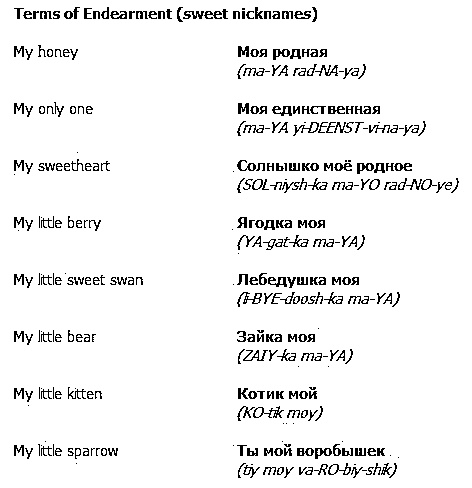 Terms of Endearment (sweet nicknames)
My honey Моя родная
(ma-YA rad-NA-ya)
My only one Моя единственная
(ma-YA yi-DEENST-vi-na-ya)
My sweetheart Солнышко моё родное
(SOL-niysh-ka ma-YO rad-NO-ye)
My little berry Ягодка моя
(YA-gat-ka ma-YA)
My little sweet swan Лебедушка моя
(li-BYE-doosh-ka ma-YA)
My little bear Зайка моя
(ZAIY-ka ma-YA)
My little kitten Котик мой
(KO-tik moy)
My little sparrow Ты мой воробышек
(tiy moy va-RO-biy-shik)